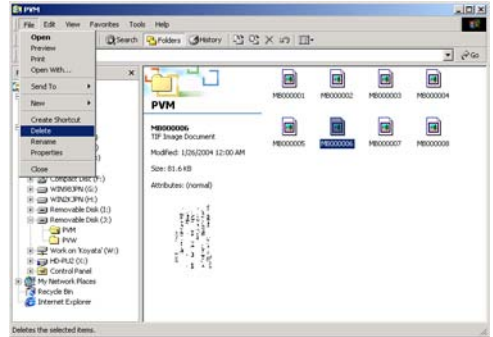 PVM
File Edit View Favorites Tools Help
Search Folders History
Go
Open
Preview
Print
Open With...
Send To
New
Create Shortcut
Delete
Rename
Properties
Close
Compact Disc (F:)
WIN98JPN (G:)
WIN2KJPN (H:)
Removable Disk (I:)
Removable Disk (J:)
PVM
PVW
Work on 'Koyata' (W:)
HD-PU2 (X:)
Control Panel
My Network Places
Recycle Bin
Internet Explorer
PVM
MB000006
TIF Image Document
Modified: 1/26/2004 12:00 AM
Size: 81.6 KB
Attributes: (normal)
MB000001 MB000002 MB000003 MB000004
MB000005 MB000006 MB000007 MB000008
Deletes the selected items.